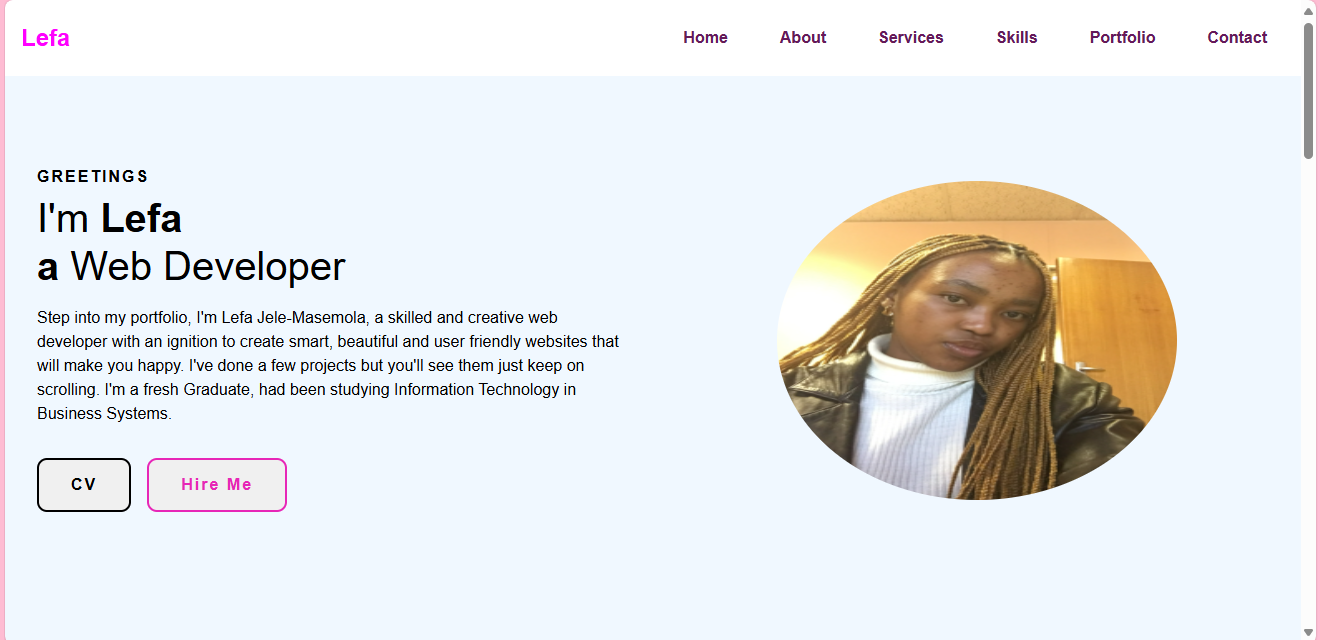 Lefa
Home About Services Skills Portfolio Contact
GREETINGS
I'm Lefa
a Web Developer
Step into my portfolio, I'm Lefa Jele-Masemola, a skilled and creative web
developer with an ignition to create smart, beautiful and user friendly websites that
will make you happy. I've done a few projects but you'll see them just keep on
scrolling. I'm a fresh Graduate, had been studying Information Technology in
Business Systems.
CV
Hire Me